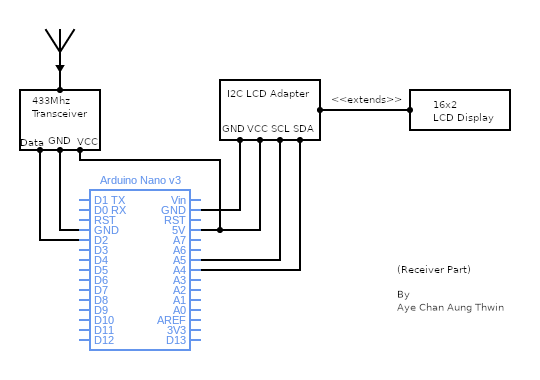 433Mhz
Transceiver
Data GND VCC
I2C LCD Adapter
GND VCC SCL SDA
<<extends>>
16x2
LCD Display
Arduino Nano v3
D1 TX Vin
D0 RX GND
RST RST
GND 5V
D2 A7
D3 A6
D4 A5
D5 A4
D6 A3
D7 A2
D8 A1
D9 A0
D10 AREF
D11 3V3
D12 D13
(Receiver Part)
By
Aye Chan Aung Thwin